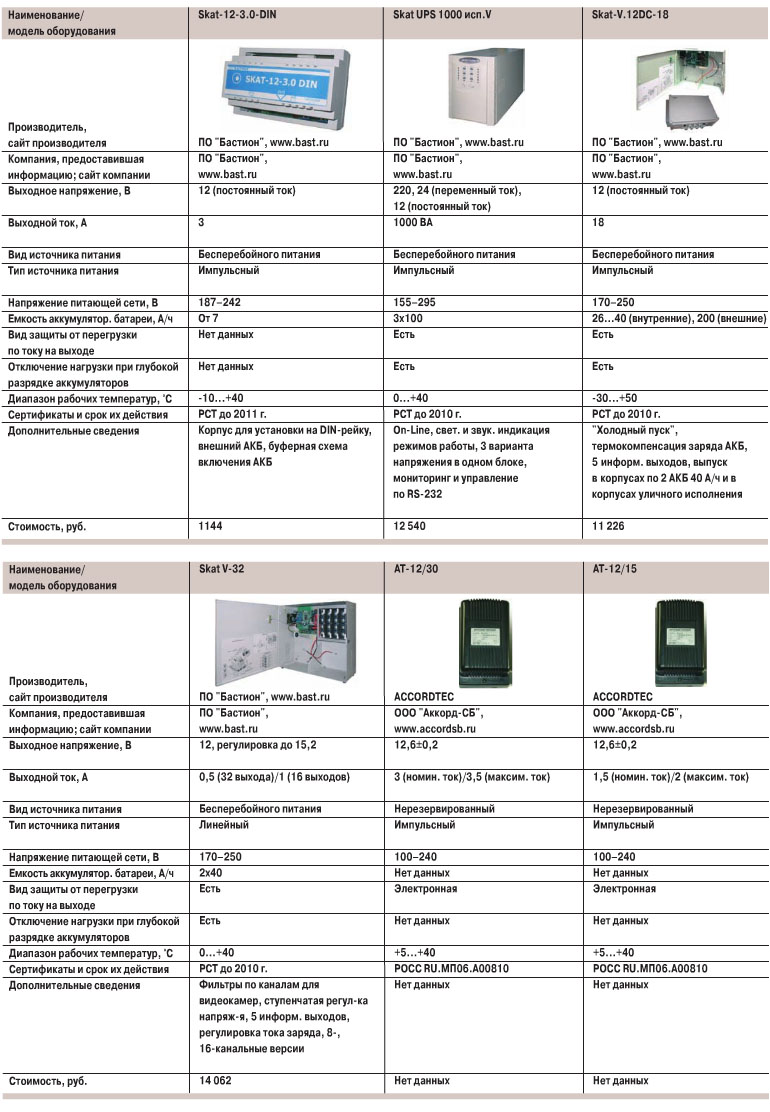 Наименование/ Skat-12-3.0-DIN Skat UPS 1000 исп.V Skat-V.12DC-18
модель оборудования
SKAT-12-3.0 DIN
Производитель,
сайт производителя ПО "Бастион", www.bast.ru ПО "Бастион", www.bast.ru ПО "Бастион", www.bast.ru
Компания, предоставившая ПО "Бастион", ПО "Бастион", ПО "Бастион",
информацию; сайт компании www.bast.ru www.bast.ru www.bast.ru
Выходное напряжение, В 12 (постоянный ток) 220, 24 (переменный ток), 12 (постоянный ток)
12 (постоянный ток)
Выходной ток, А 3 1000 ВА 18
Вид источника питания Бесперебойного питания Бесперебойного питания Бесперебойного питания
Тип источника питания Импульсный Импульсный Импульсный
Напряжение питающей сети, В 187–242 155–295 170–250
Емкость аккумулятор. батареи, А/ч От 7 3х100 26...40 (внутренние), 200 (внешние)
Вид защиты от перегрузки Нет данных Есть Есть
по току на выходе
Отключение нагрузки при глубокой Нет данных Есть Есть
разрядке аккумуляторов
Диапазон рабочих температур, °С -10...+40 0...+40 -30...+50
Сертификаты и срок их действия РСТ до 2011 г. РСТ до 2010 г. РСТ до 2010 г.
Дополнительные сведения Корпус для установки на DIN-рейку, On-Line, свет. и звук. индикация "Холодный пуск",
внешний АКБ, буферная схема режимов работы, 3 варианта термокомпенсация заряда АКБ,
включения АКБ напряжения в одном блоке, 5 информ. выходов, выпуск
мониторинг и управление в корпусах по 2 АКБ 40 А/ч и в
по RS-232 корпусах уличного исполнения
Стоимость, руб. 1144 12 540 11 226
Наименование/ Skat V-32 AT-12/30 AT-12/15
модель оборудования
Производитель,
сайт производителя ПО "Бастион", www.bast.ru ACCORDTEC ACCORDTEC
Компания, предоставившая ПО "Бастион", ООО "Аккорд-СБ", ООО "Аккорд-СБ",
информацию; сайт компании www.bast.ru www.accordsb.ru www.accordsb.ru
Выходное напряжение, В 12, регулировка до 15,2 12,6±0,2 12,6±0,2
Выходной ток, А 0,5 (32 выхода)/1 (16 выходов) 3 (номин. ток)/3,5 (максим. ток) 1,5 (номин. ток)/2 (максим. ток)
Вид источника питания Бесперебойного питания Нерезервированный Нерезервированный
Тип источника питания Линейный Импульсный Импульсный
Напряжение питающей сети, В 170–250 100–240 100–240
Емкость аккумулятор. батареи, А/ч 2х40 Нет данных Нет данных
Вид защиты от перегрузки Есть Электронная Электронная
по току на выходе
Отключение нагрузки при глубокой Есть Нет данных Нет данных
разрядке аккумуляторов
Диапазон рабочих температур, °С 0...+40 +5...+40 +5...+40
Сертификаты и срок их действия РСТ до 2010 г. РОСС RU.МП06.А00810 РОСС RU.МП06.А00810
Дополнительные сведения Фильтры по каналам для Нет данных Нет данных
видеокамер, ступенчатая регул-ка
напряж-я, 5 информ. выходов,
регулировка тока заряда, 8-,
16-канальные версии
Стоимость, руб. 14 062 Нет данных Нет данных